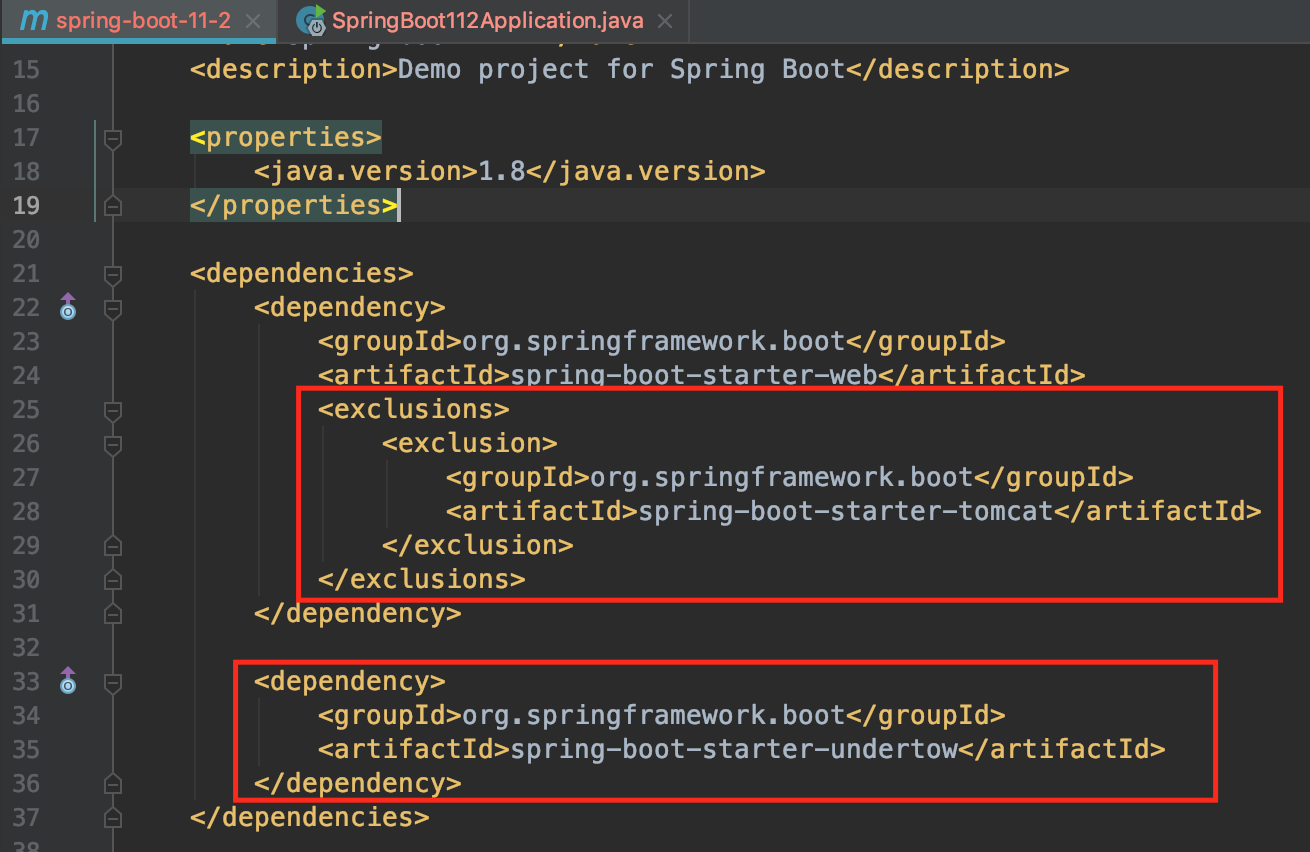 spring-boot-11-2
SpringBoot112Application.java
15 <description>Demo project for Spring Boot</description>
16
17 <properties>
18 <java.version>1.8</java.version>
19 </properties>
20
21 <dependencies>
22 <dependency>
23 <groupId>org.springframework.boot</groupId>
24 <artifactId>spring-boot-starter-web</artifactId>
25 <exclusions>
26 <exclusion>
27 <groupId>org.springframework.boot</groupId>
28 <artifactId>spring-boot-starter-tomcat</artifactId>
29 </exclusion>
30 </exclusions>
31 </dependency>
32
33 <dependency>
34 <groupId>org.springframework.boot</groupId>
35 <artifactId>spring-boot-starter-undertow</artifactId>
36 </dependency>
37 </dependencies>
38